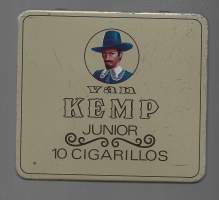 van
KEMP
JUNIOR
10 CIGARILLOS